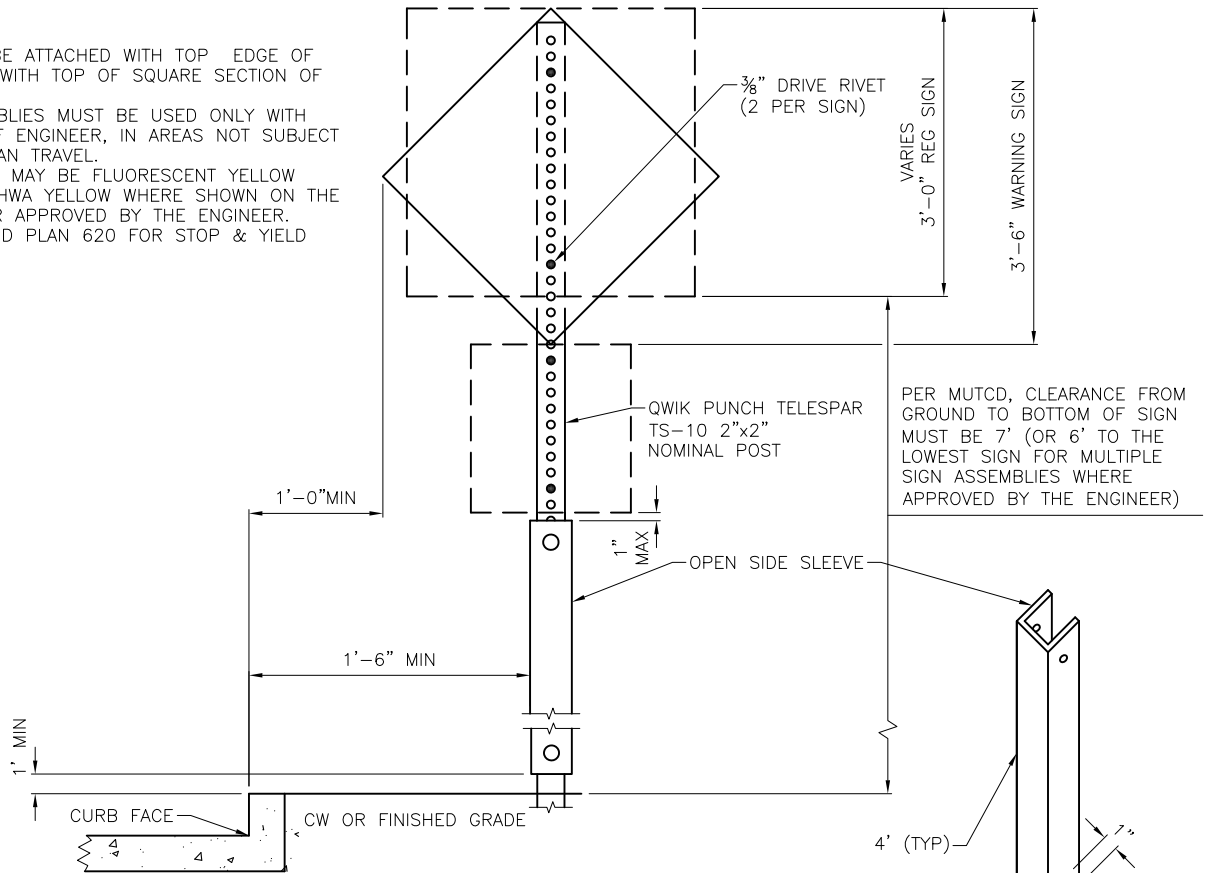 BE ATTACHED WITH TOP EDGE OF
WITH TOP OF SQUARE SECTION OF
BLIES MUST BE USED ONLY WITH
F ENGINEER, IN AREAS NOT SUBJECT
AN TRAVEL.
MAY BE FLUORESCENT YELLOW
HWA YELLOW WHERE SHOWN ON THE
R APPROVED BY THE ENGINEER.
D PLAN 620 FOR STOP & YIELD
⅜" DRIVE RIVET
(2 PER SIGN)
VARIES
3'-0" REG SIGN
3'-6" WARNING SIGN
QWIK PUNCH TELESPAR
TS-10 2"x2"
NOMINAL POST
PER MUTCD, CLEARANCE FROM
GROUND TO BOTTOM OF SIGN
MUST BE 7' (OR 6' TO THE
LOWEST SIGN FOR MULTIPLE
SIGN ASSEMBLIES WHERE
APPROVED BY THE ENGINEER)
1'-0"MIN
1"
MAX
OPEN SIDE SLEEVE
1'-6" MIN
1' MIN
CURB FACE
CW OR FINISHED GRADE
4' (TYP)
1"